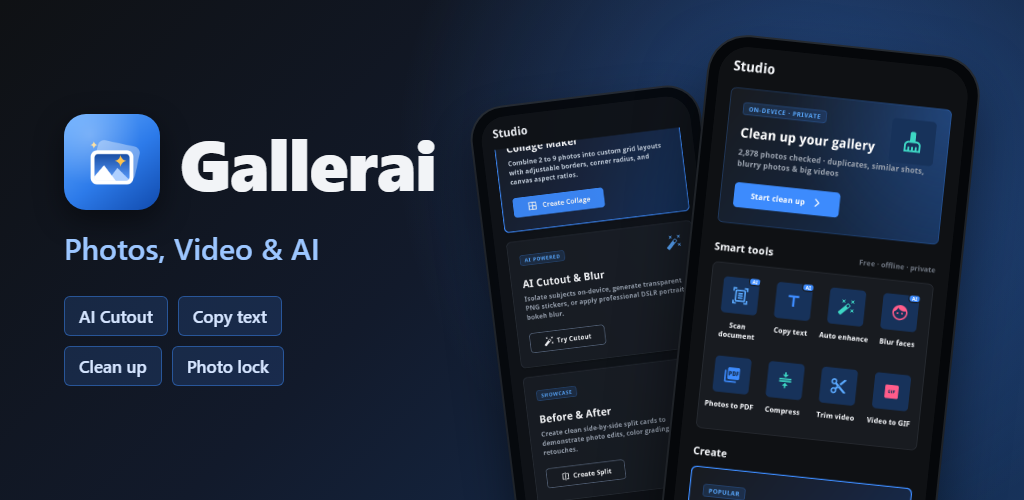 Gallerai
Photos, Video & AI
AI Cutout
Copy text
Clean up
Photo lock
Studio
Collage Maker
Combine 2 to 9 photos into custom grid layouts
with adjustable borders, corner radius, and
canvas aspect ratios.
Create Collage
AI POWERED
AI Cutout & Blur
Isolate subjects on-device, generate transparent
PNG stickers, or apply professional DSLR portrait
bokeh blur.
Try Cutout
SHOWCASE
Before & After
Create clean side-by-side split cards to
demonstrate photo edits, color grading
retouches.
Create Split
Studio
ON-DEVICE · PRIVATE
Clean up your gallery
2,878 photos checked · duplicates, similar shots,
blurry photos & big videos
Start clean up
Smart tools
Free · offline · private
AI
AI
AI
Scan
document
Copy text
Auto enhance
Blur faces
PDF
GIF
Photos to PDF
Compress
Trim video
Video to GIF
Create
POPULAR